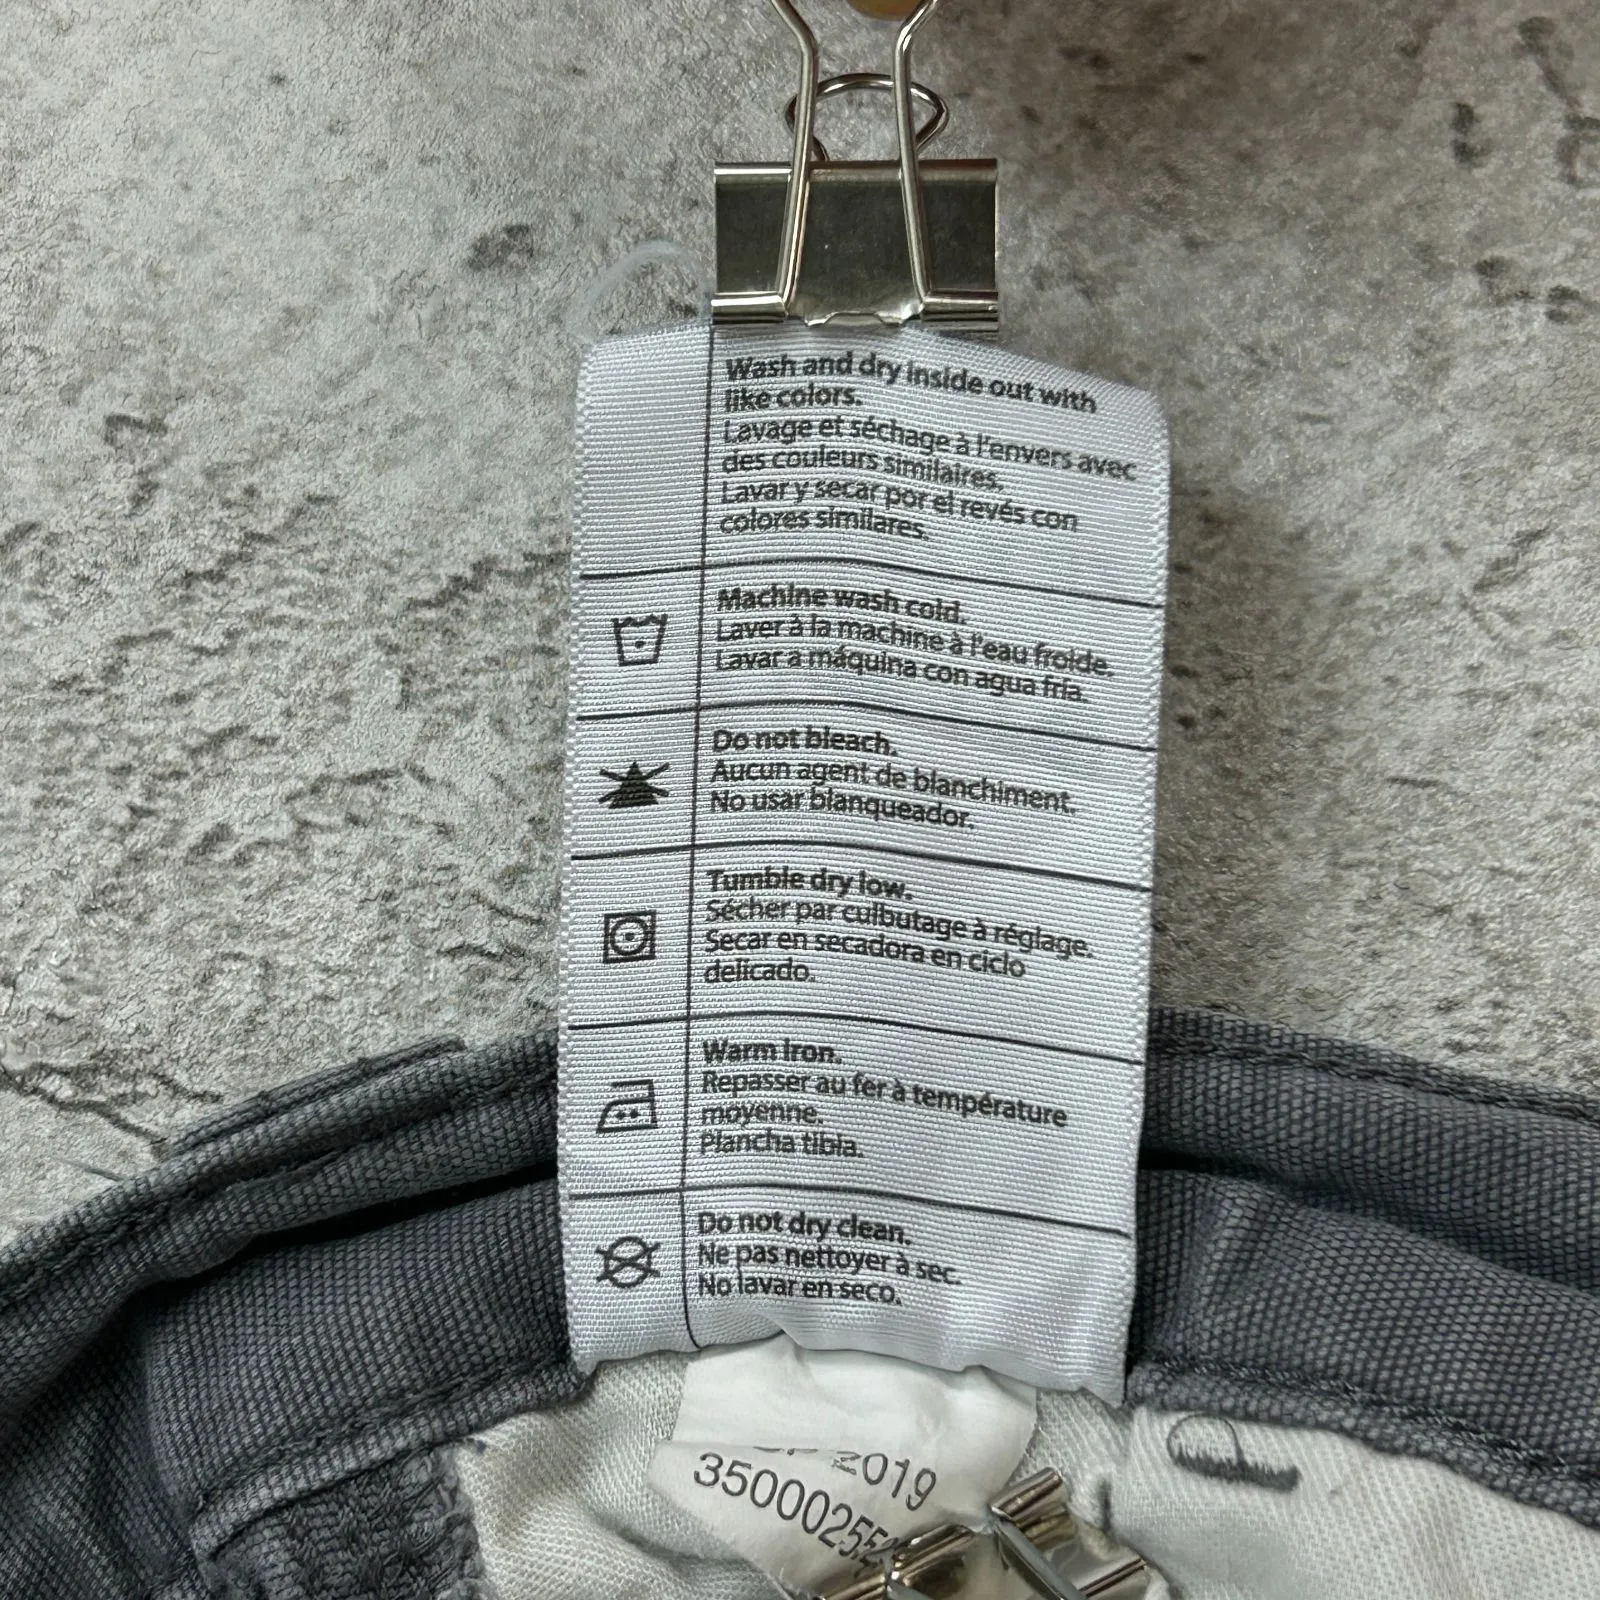 Wash and dry inside out with
like colors.
Lavage et séchage à l'envers avec
des couleurs similaires.
Lavar y secar por el revés con
colores similares.
Machine wash cold.
Laver à la machine à l'eau froide.
Lavar a máquina con agua fría.
Do not bleach.
Aucun agent de blanchiment.
No usar blanqueador.
Tumble dry low.
Sécher par culbutage à réglage.
Secar en secadora en ciclo
delicado.
Warm iron.
Repasser au fer à température
moyenne.
Plancha tibia.
Do not dry clean.
Ne pas nettoyer à sec.
No lavar en seco.
2019